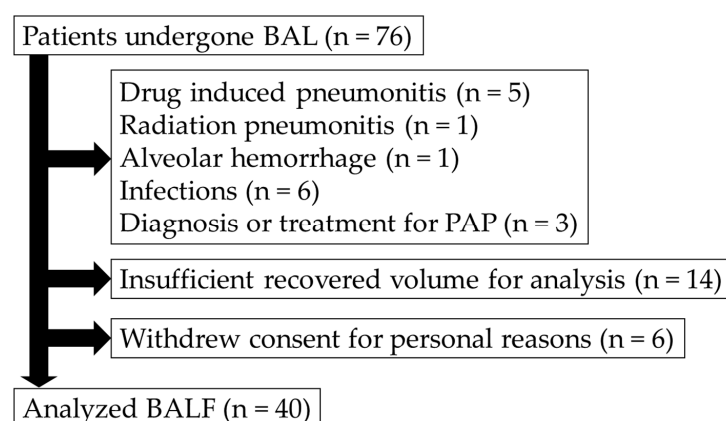 Patients undergone BAL (n = 76)
Drug induced pneumonitis (n = 5)
Radiation pneumonitis (n = 1)
Alveolar hemorrhage (n = 1)
Infections (n = 6)
Diagnosis or treatment for PAP (n = 3)
Insufficient recovered volume for analysis (n = 14)
Withdrew consent for personal reasons (n = 6)
Analyzed BALF (n = 40)